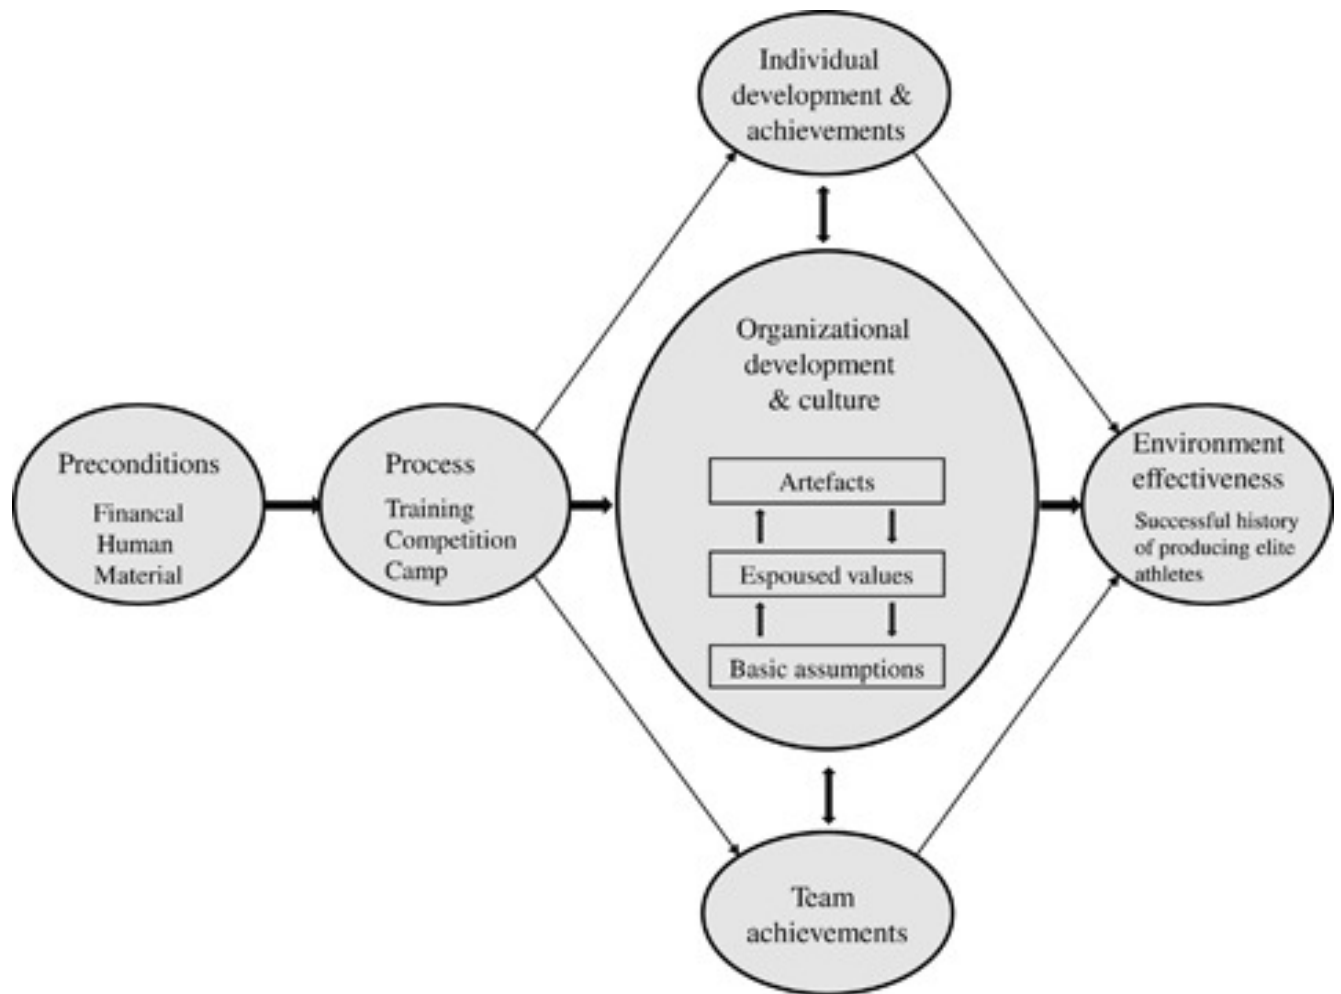 Individual
development &
achievements
Organizational
development
& culture
Artefacts
Espoused values
Basic assumptions
Preconditions
Financal
Human
Material
Process
Training
Competition
Camp
Environment
effectiveness
Successful history
of producing elite
athletes
Team
achievements